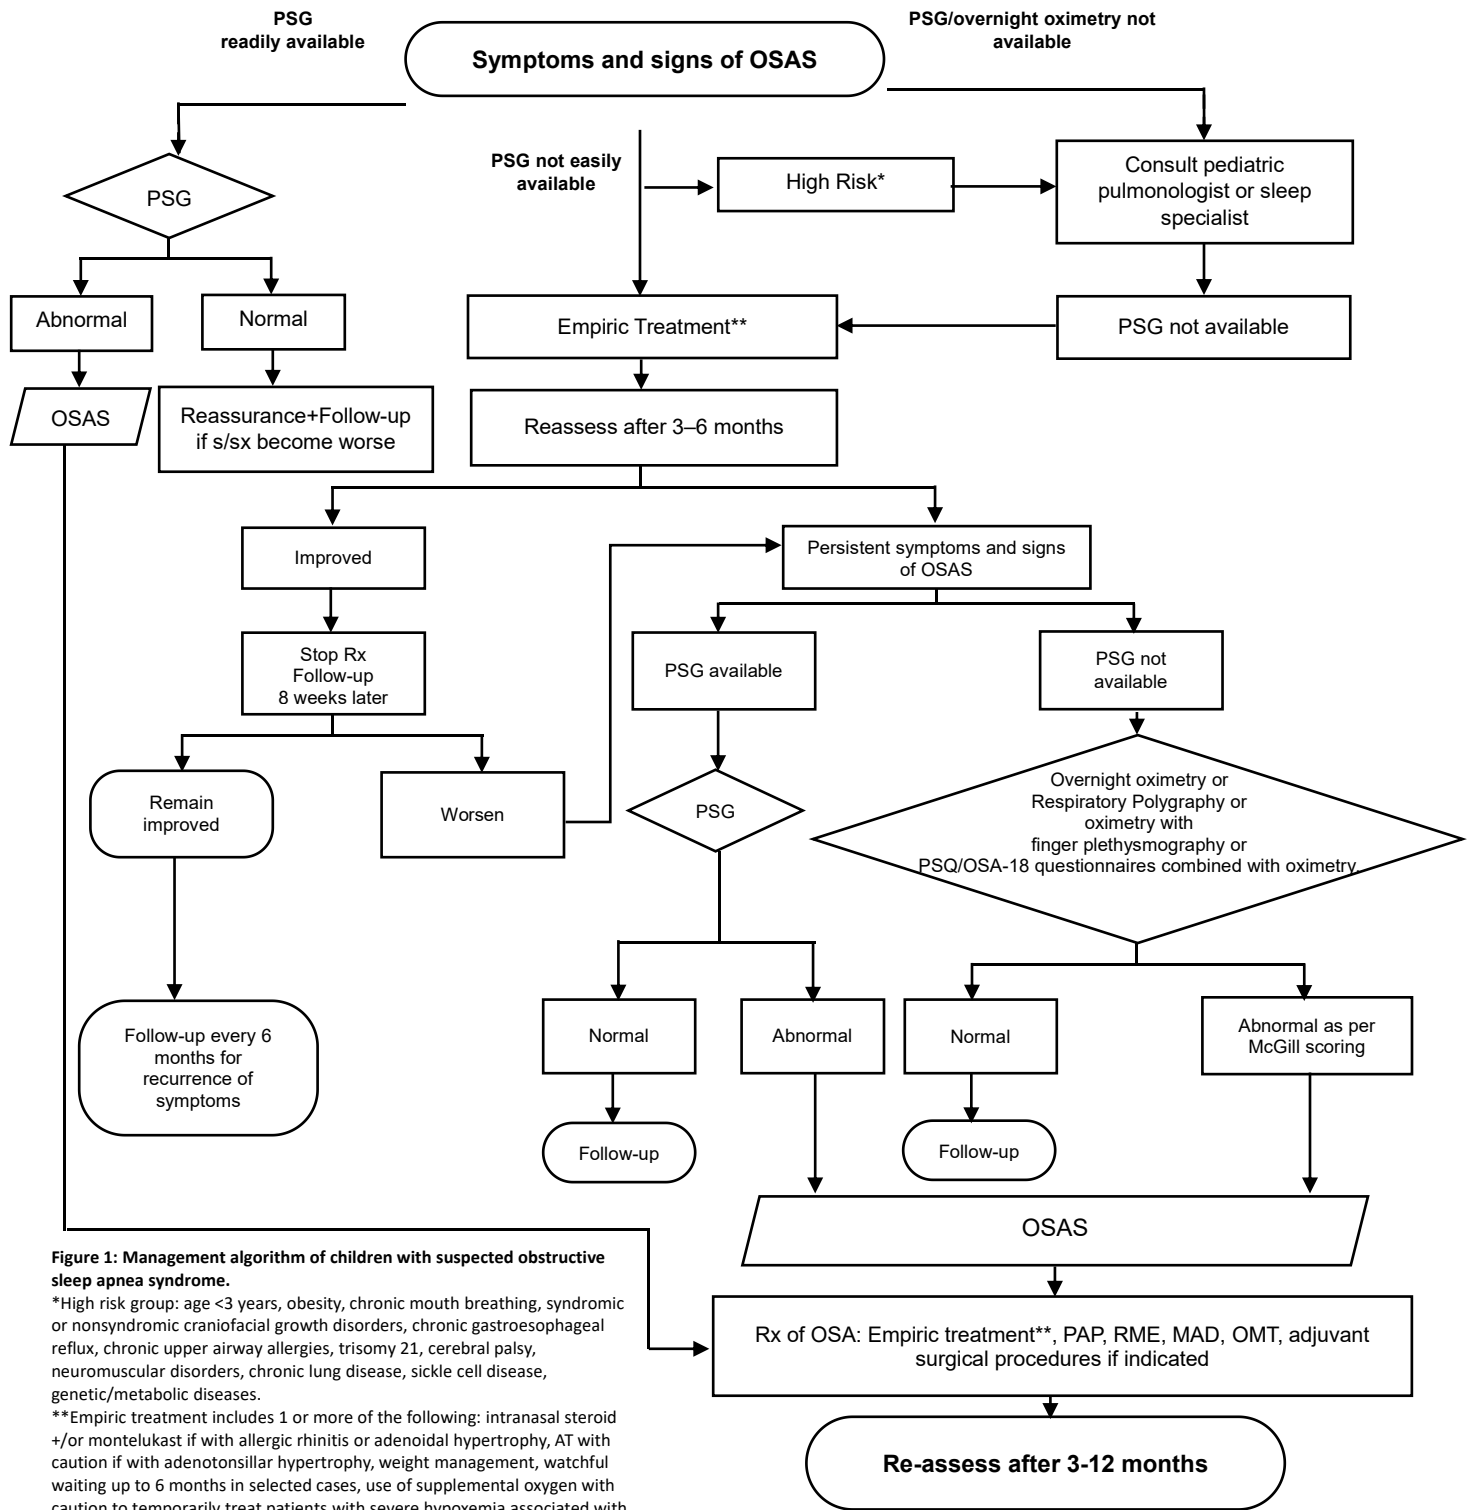 PSG
readily available
Symptoms and signs of OSAS
PSG/overnight oximetry not
available
PSG
PSG not easily
available
High Risk*
Consult pediatric
pulmonologist or sleep
specialist
Abnormal
Normal
Empiric Treatment**
PSG not available
OSAS
Reassurance+Follow-up
if s/sx become worse
Reassess after 3–6 months
Improved
Persistent symptoms and signs
of OSAS
Stop Rx
Follow-up
8 weeks later
PSG available
PSG not
available
Remain
improved
Worsen
PSG
Overnight oximetry or
Respiratory Polygraphy or
oximetry with
finger plethysmography or
PSQ/OSA-18 questionnaires combined with oximetry.
Follow-up every 6
months for
recurrence of
symptoms
Normal
Abnormal
Normal
Abnormal as per
McGill scoring
Follow-up
Follow-up
OSAS
Rx of OSA: Empiric treatment**, PAP, RME, MAD, OMT, adjuvant
surgical procedures if indicated
Re-assess after 3-12 months
Figure 1: Management algorithm of children with suspected obstructive
sleep apnea syndrome.
*High risk group: age <3 years, obesity, chronic mouth breathing, syndromic
or nonsyndromic craniofacial growth disorders, chronic gastroesophageal
reflux, chronic upper airway allergies, trisomy 21, cerebral palsy,
neuromuscular disorders, chronic lung disease, sickle cell disease,
genetic/metabolic diseases.
**Empiric treatment includes 1 or more of the following: intranasal steroid
+/or montelukast if with allergic rhinitis or adenoidal hypertrophy, AT with
caution if with adenotonsillar hypertrophy, weight management, watchful
waiting up to 6 months in selected cases, use of supplemental oxygen with
caution to temporarily treat patients with severe hypoxemia associated with